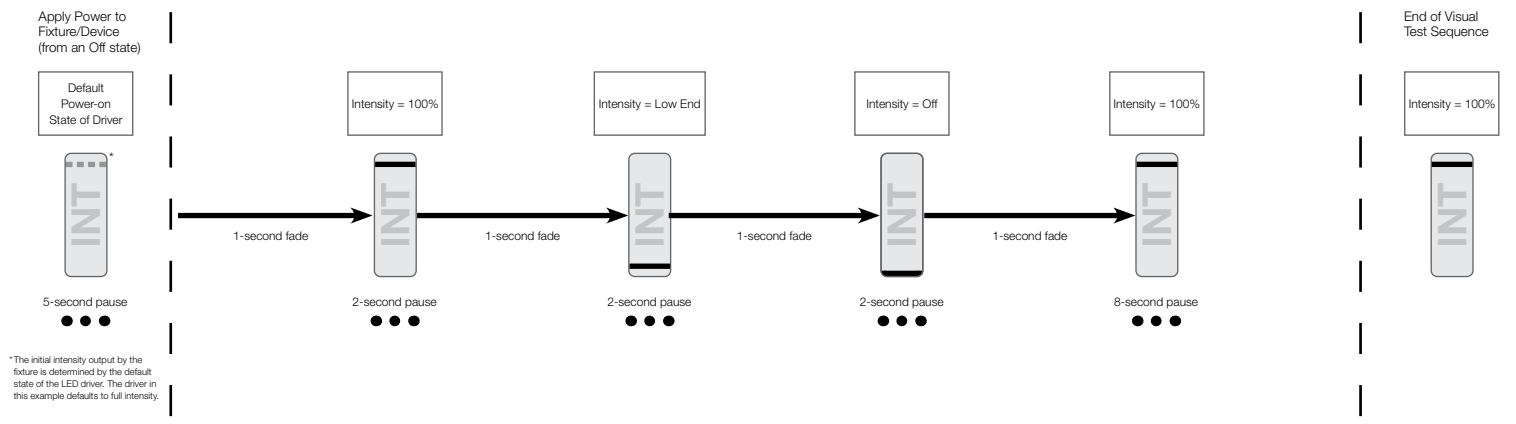 Apply Power to
Fixture/Device
(from an Off state)
End of Visual
Test Sequence
Default
Power-on
State of Driver
Intensity = 100%
Intensity = Low End
Intensity = Off
Intensity = 100%
Intensity = 100%
*
INT
INT
INT
INT
INT
INT
1-second fade
1-second fade
1-second fade
1-second fade
5-second pause
2-second pause
2-second pause
2-second pause
8-second pause
*The initial intensity output by the
fixture is determined by the default
state of the LED driver. The driver in
this example defaults to full intensity.